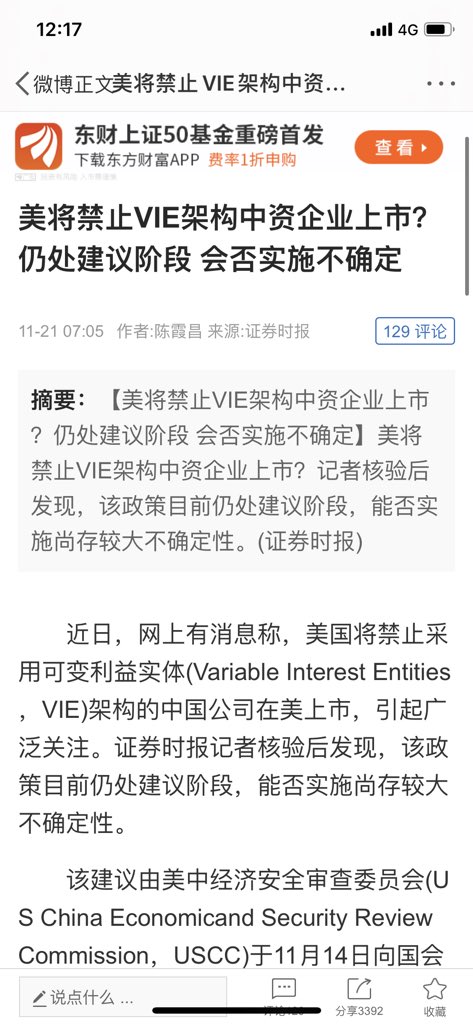 12:17
4G
微博正文
美将禁止 VIE 架构中资...
东财上证50基金重磅首发
下载东方财富APP 费率1折申购
查看
美将禁止VIE架构中资企业上市？
仍处建议阶段 会否实施不确定
11-21 07:05 作者:陈霞昌 来源:证券时报
129 评论
摘要：【美将禁止VIE架构中资企业上市
？仍处建议阶段 会否实施不确定】美将
禁止VIE架构中资企业上市？记者核验后
发现，该政策目前仍处建议阶段，能否实
施尚存较大不确定性。(证券时报)
近日，网上有消息称，美国将禁止采
用可变利益实体(Variable Interest Entities
，VIE)架构的中国公司在美上市，引起广
泛关注。证券时报记者核验后发现，该政
策目前仍处建议阶段，能否实施尚存较大
不确定性。
该建议由美中经济安全审查委员会(U
S China Economicand Security Review
Commission，USCC)于11月14日向国会
说点什么 ...
分享3392
收藏